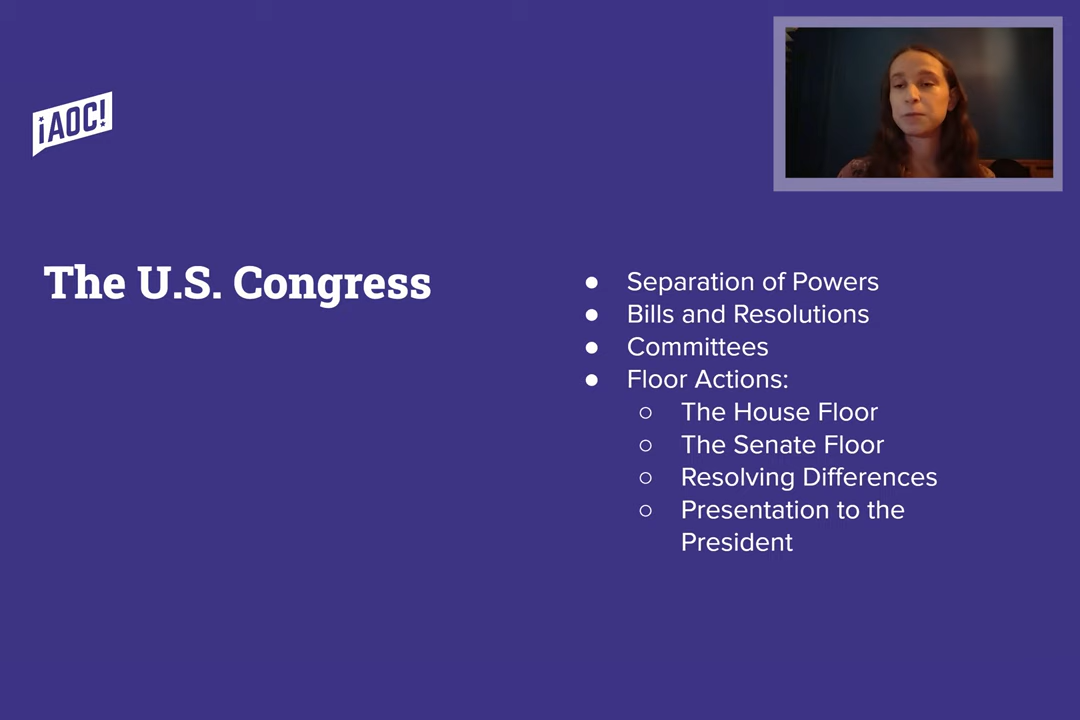 ¡AOC!
The U.S. Congress
● Separation of Powers
● Bills and Resolutions
● Committees
● Floor Actions:
○ The House Floor
○ The Senate Floor
○ Resolving Differences
○ Presentation to the
President